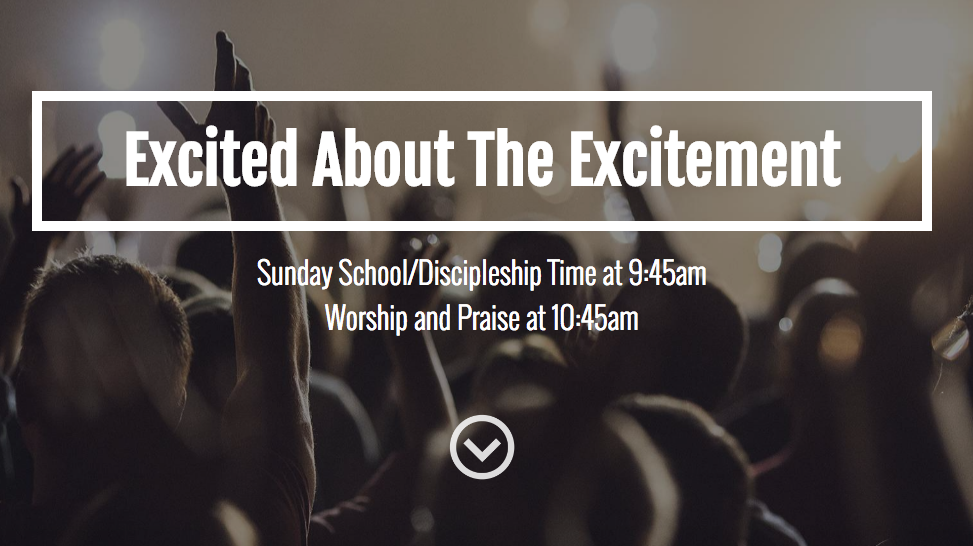 Excited About The Excitement
Sunday School/Discipleship Time at 9:45am
Worship and Praise at 10:45am